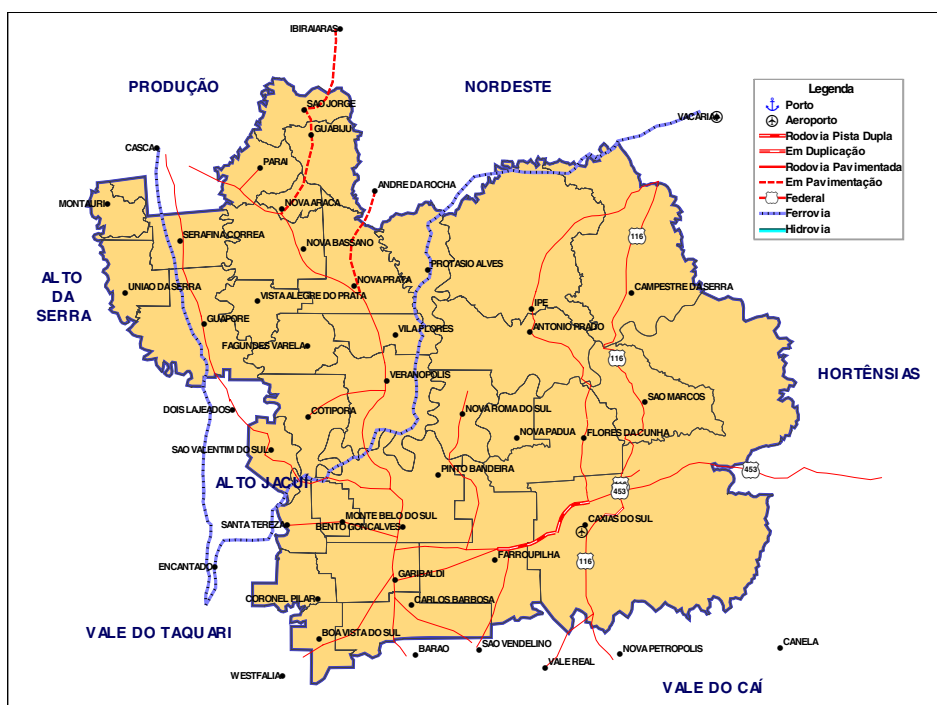 IBIRAIARAS
PRODUÇÃO
NORDESTE
Legenda
Porto
Aeroporto
Rodovia Pista Dupla
Em Duplicação
Rodovia Pavimentada
Em Pavimentação
Federal
Ferrovia
Hidrovia
SAO JORGE
VACARIA
GUABIJU
CASCA
PARAI
ANDRE DA ROCHA
MONTAURI
NOVA ARACA
116
SERAFINA CORREA
NOVA BASSANO
PROTASIO ALVES
ALTO
DA
SERRA
UNIAO DA SERRA
NOVA PRATA
VISTA ALEGRE DO PRATA
CAMPESTRE DA SERRA
IPE
GUAPORE
VILA FLORES
ANTONIO PRADO
FAGUNDES VARELA
116
HORTÊNSIAS
VERANOPOLIS
DOIS LAJEADOS
COTIPORA
NOVA ROMA DO SUL
SAO MARCOS
NOVA PADUA
FLORES DA CUNHA
SAO VALENTIM DO SUL
ALTO JACUÍ
PINTO BANDEIRA
453
453
SANTA TEREZA
MONTE BELO DO SUL
BENTO GONCALVES
CAXIAS DO SUL
ENCANTADO
FARROUPILHA
116
GARIBALDI
CORONEL PILAR
CARLOS BARBOSA
VALE DO TAQUARI
BOA VISTA DO SUL
BARAO
SAO VENDELINO
NOVA PETROPOLIS
CANELA
WESTFALIA
VALE REAL
VALE DO CAÍ